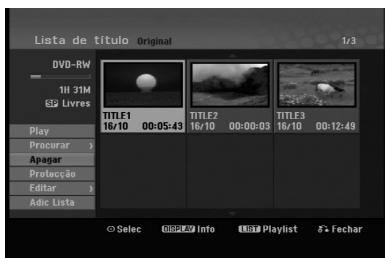 Lista de título Original 1/3
DVD-RW
1H 31M
SP Livres
TITLE1
16/10 00:05:43
TITLE2
16/10 00:00:03
TITLE3
16/10 00:12:49
Play
Procurar
Apagar
Protecção
Editar
Adic Lista
Selec DISPLAY Info LIST Playlist Fechar